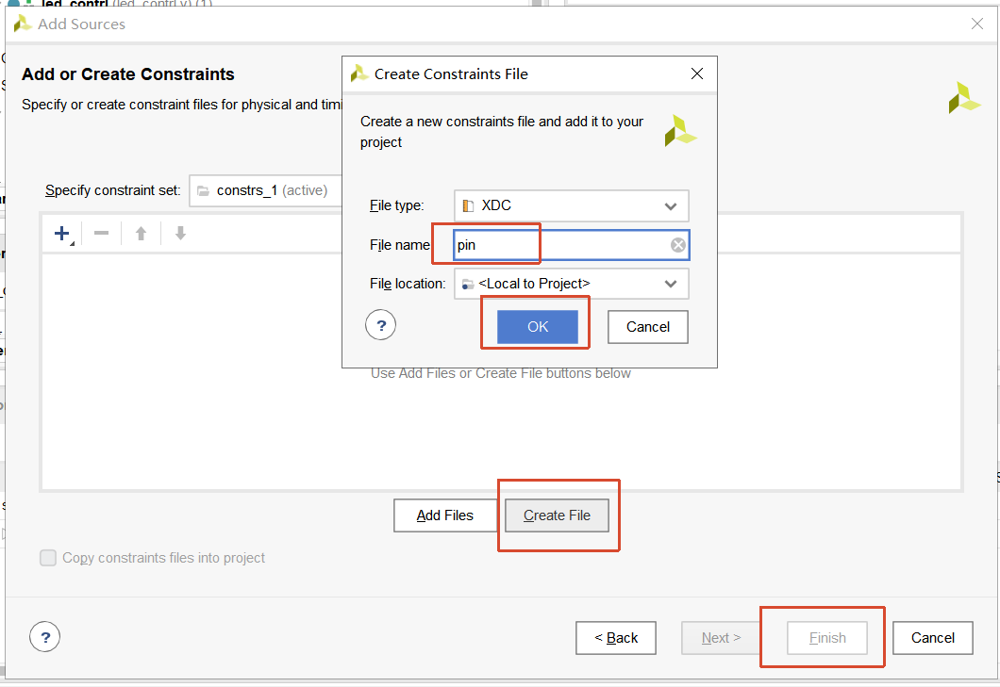 led_contrl (led_contrl.v) (1)
Add Sources
Add or Create Constraints
Specify or create constraint files for physical and timi
Specify constraint set: constrs_1 (active)
Create Constraints File
Create a new constraints file and add it to your
project
File type: XDC
File name pin
File location: <Local to Project>
? OK Cancel
Use Add Files or Create File buttons below
Add Files Create File
Copy constraints files into project
? < Back Next > Finish Cancel